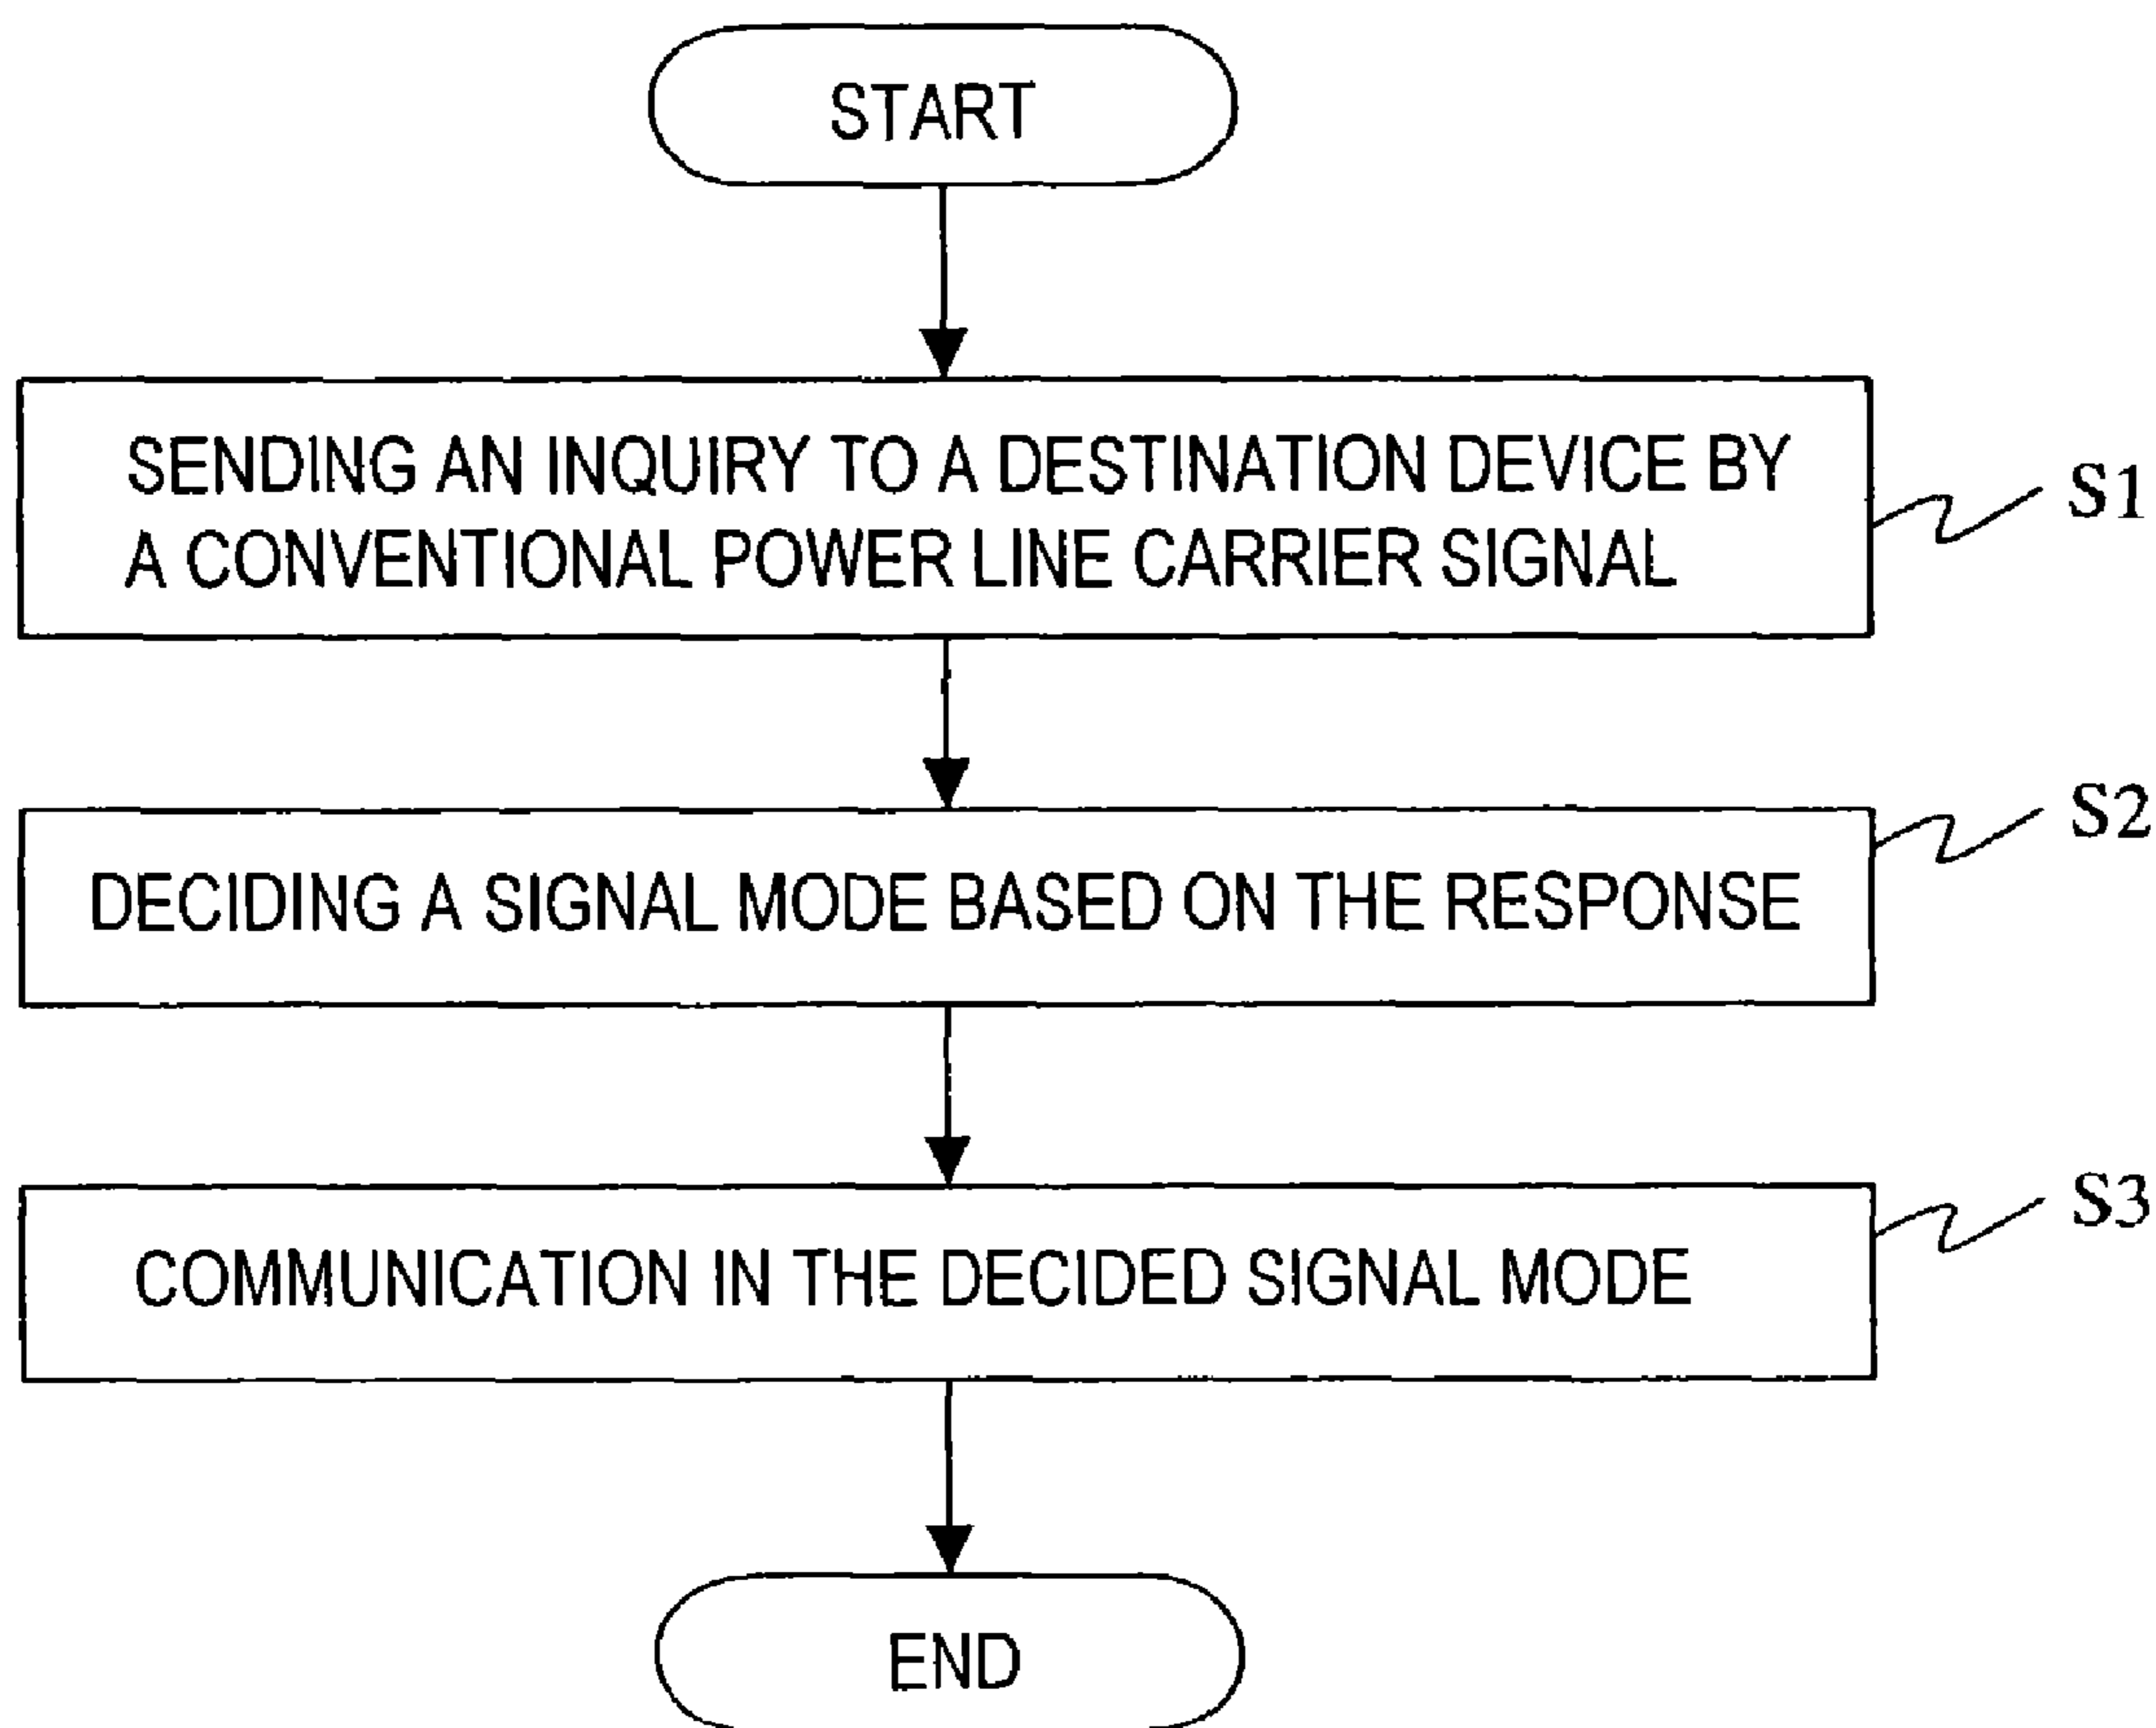 START
SENDING AN INQUIRY TO A DESTINATION DEVICE BY
A CONVENTIONAL POWER LINE CARRIER SIGNAL
S1
S2
DECIDING A SIGNAL MODE BASED ON THE RESPONSE
S3
COMMUNICATION IN THE DECIDED SIGNAL MODE
END